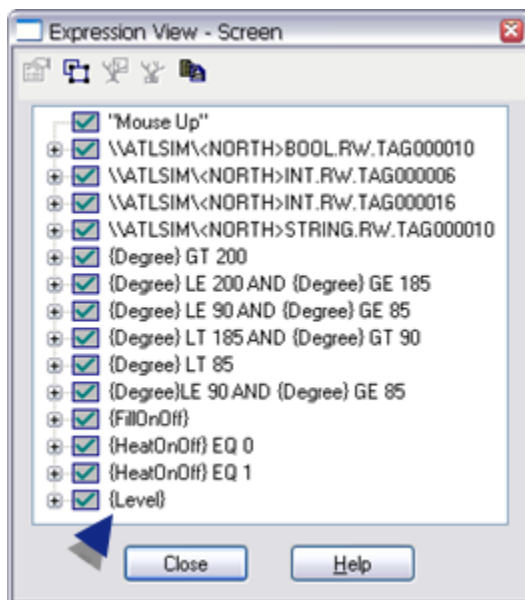 Expression View - Screen
"Mouse Up"
\\ATLSIM\<NORTH>BOOL.RW.TAG000010
\\ATLSIM\<NORTH>INT.RW.TAG000006
\\ATLSIM\<NORTH>INT.RW.TAG000016
\\ATLSIM\<NORTH>STRING.RW.TAG000010
{Degree} GT 200
{Degree} LE 200 AND {Degree} GE 185
{Degree} LE 90 AND {Degree} GE 85
{Degree} LT 185 AND {Degree} GT 90
{Degree} LT 85
{Degree}LE 90 AND {Degree} GE 85
{FillOnOff}
{HeatOnOff} EQ 0
{HeatOnOff} EQ 1
{Level}
Close Help